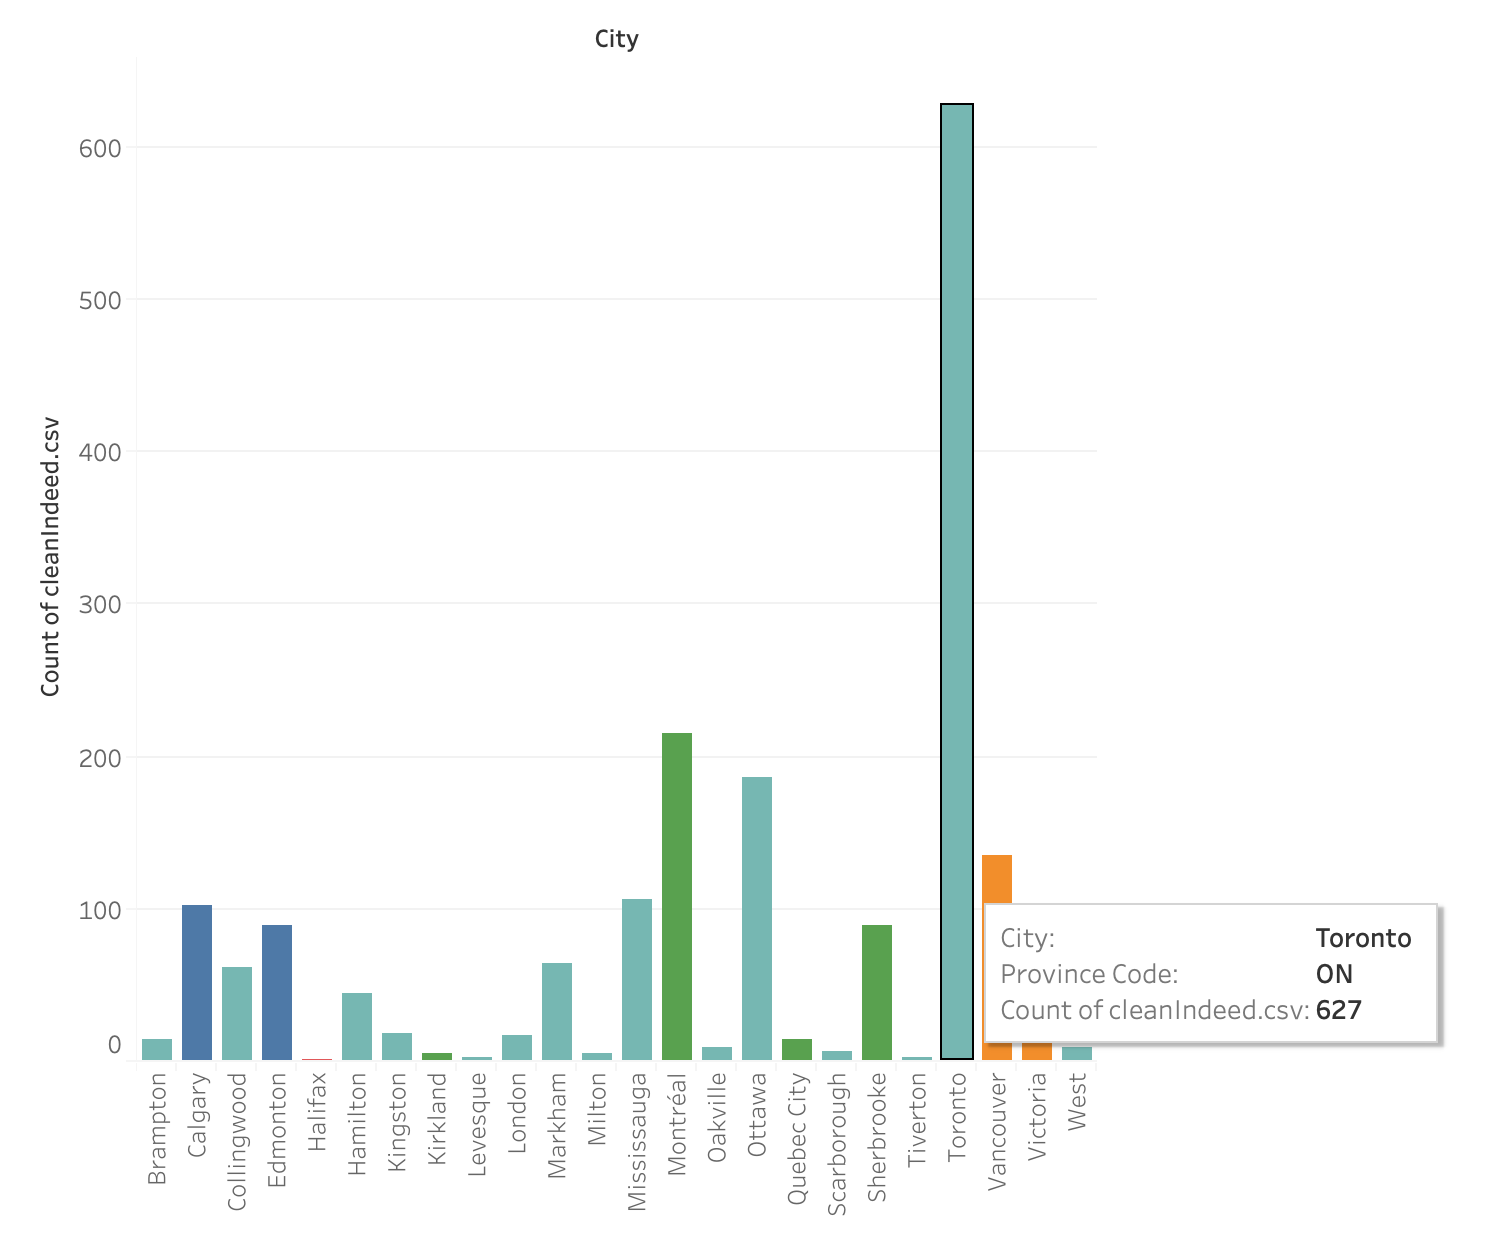 City
600
500
400
300
200
100
0
Count of cleanIndeed.csv
City: Toronto
Province Code: ON
Count of cleanIndeed.csv: 627
Brampton
Calgary
Collingwood
Edmonton
Halifax
Hamilton
Kingston
Kirkland
Levesque
London
Markham
Milton
Mississauga
Montréal
Oakville
Ottawa
Quebec City
Scarborough
Sherbrooke
Tiverton
Toronto
Vancouver
Victoria
West